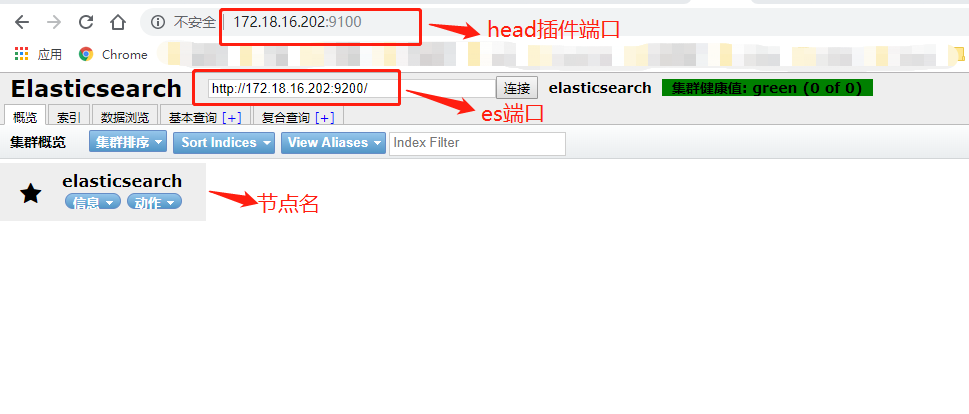 不安全 172.18.16.202:9100
head插件端口
应用 Chrome
Elasticsearch http://172.18.16.202:9200/ 连接 elasticsearch 集群健康值: green (0 of 0)
es端口
概览 索引 数据浏览 基本查询 [+] 复合查询 [+]
集群概览 集群排序 Sort Indices View Aliases Index Filter
elasticsearch
信息 动作
节点名